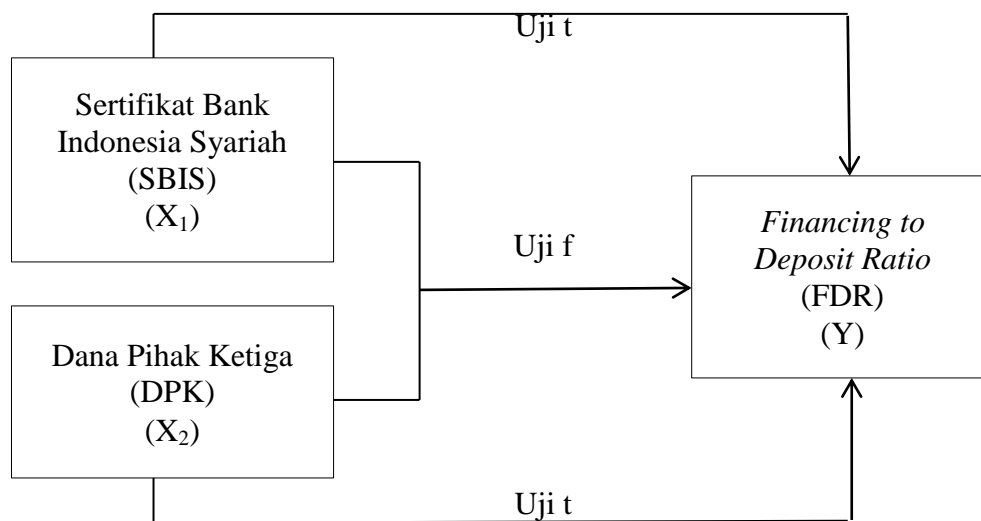 Uji t
Sertifikat Bank
Indonesia Syariah
(SBIS)
(X₁)
Uji f
Financing to
Deposit Ratio
(FDR)
(Y)
Dana Pihak Ketiga
(DPK)
(X₂)
Uji t